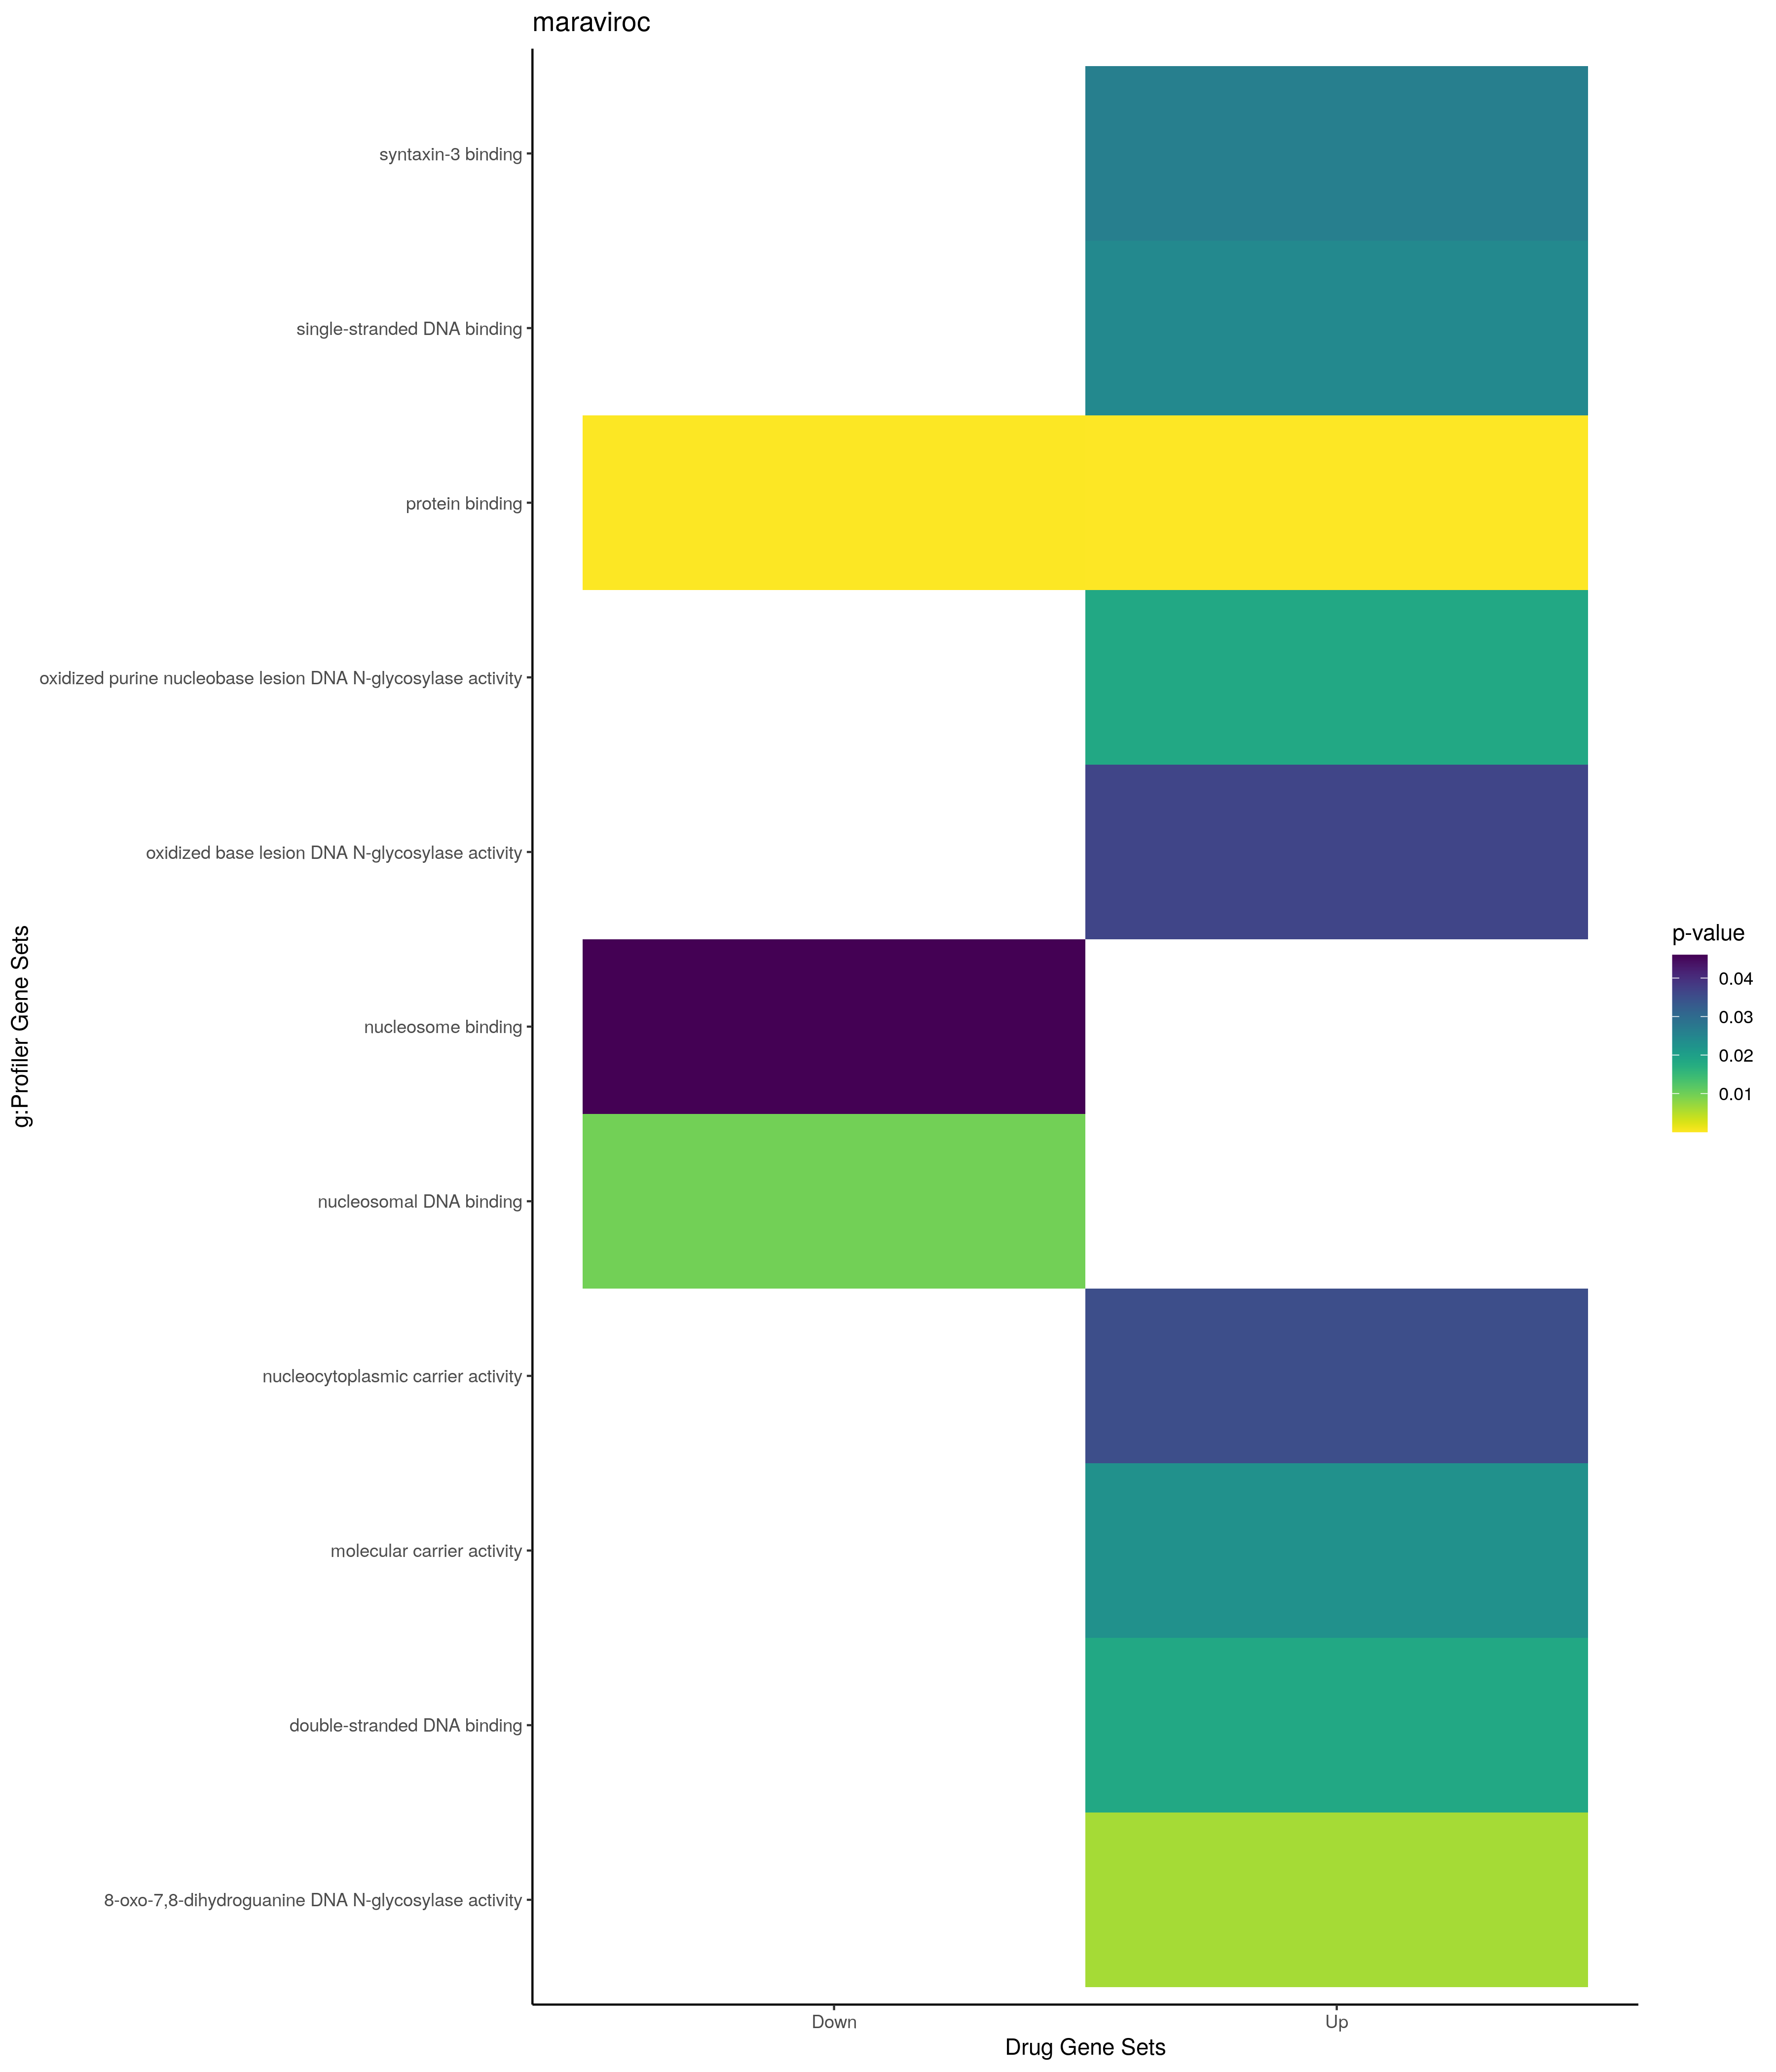 maraviroc
syntaxin-3 binding
single-stranded DNA binding
protein binding
oxidized purine nucleobase lesion DNA N-glycosylase activity
oxidized base lesion DNA N-glycosylase activity
nucleosome binding
nucleosomal DNA binding
nucleocytoplasmic carrier activity
molecular carrier activity
double-stranded DNA binding
8-oxo-7,8-dihydroguanine DNA N-glycosylase activity
g:Profiler Gene Sets
Down
Up
Drug Gene Sets
p-value
0.04
0.03
0.02
0.01